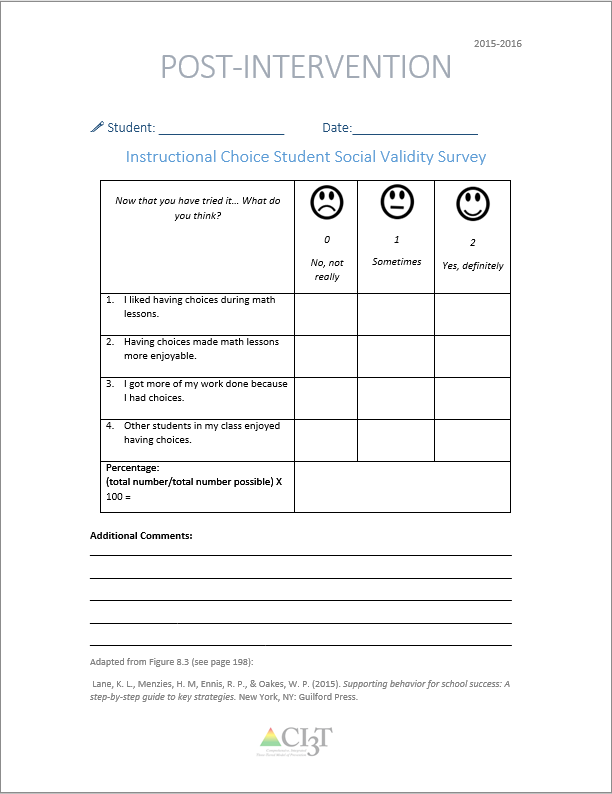 2015-2016
POST-INTERVENTION
Student: ___________________ Date:___________________
Instructional Choice Student Social Validity Survey
Now that you have tried it… What do
you think?
0
No, not
really
1
Sometimes
2
Yes, definitely
1. I liked having choices during math
lessons.
2. Having choices made math lessons
more enjoyable.
3. I got more of my work done because
I had choices.
4. Other students in my class enjoyed
having choices.
Percentage:
(total number/total number possible) X
100 =
Additional Comments:
Adapted from Figure 8.3 (see page 198):
Lane, K. L., Menzies, H. M, Ennis, R. P., & Oakes, W. P. (2015). Supporting behavior for school success: A
step-by-step guide to key strategies. New York, NY: Guilford Press.
CI3T